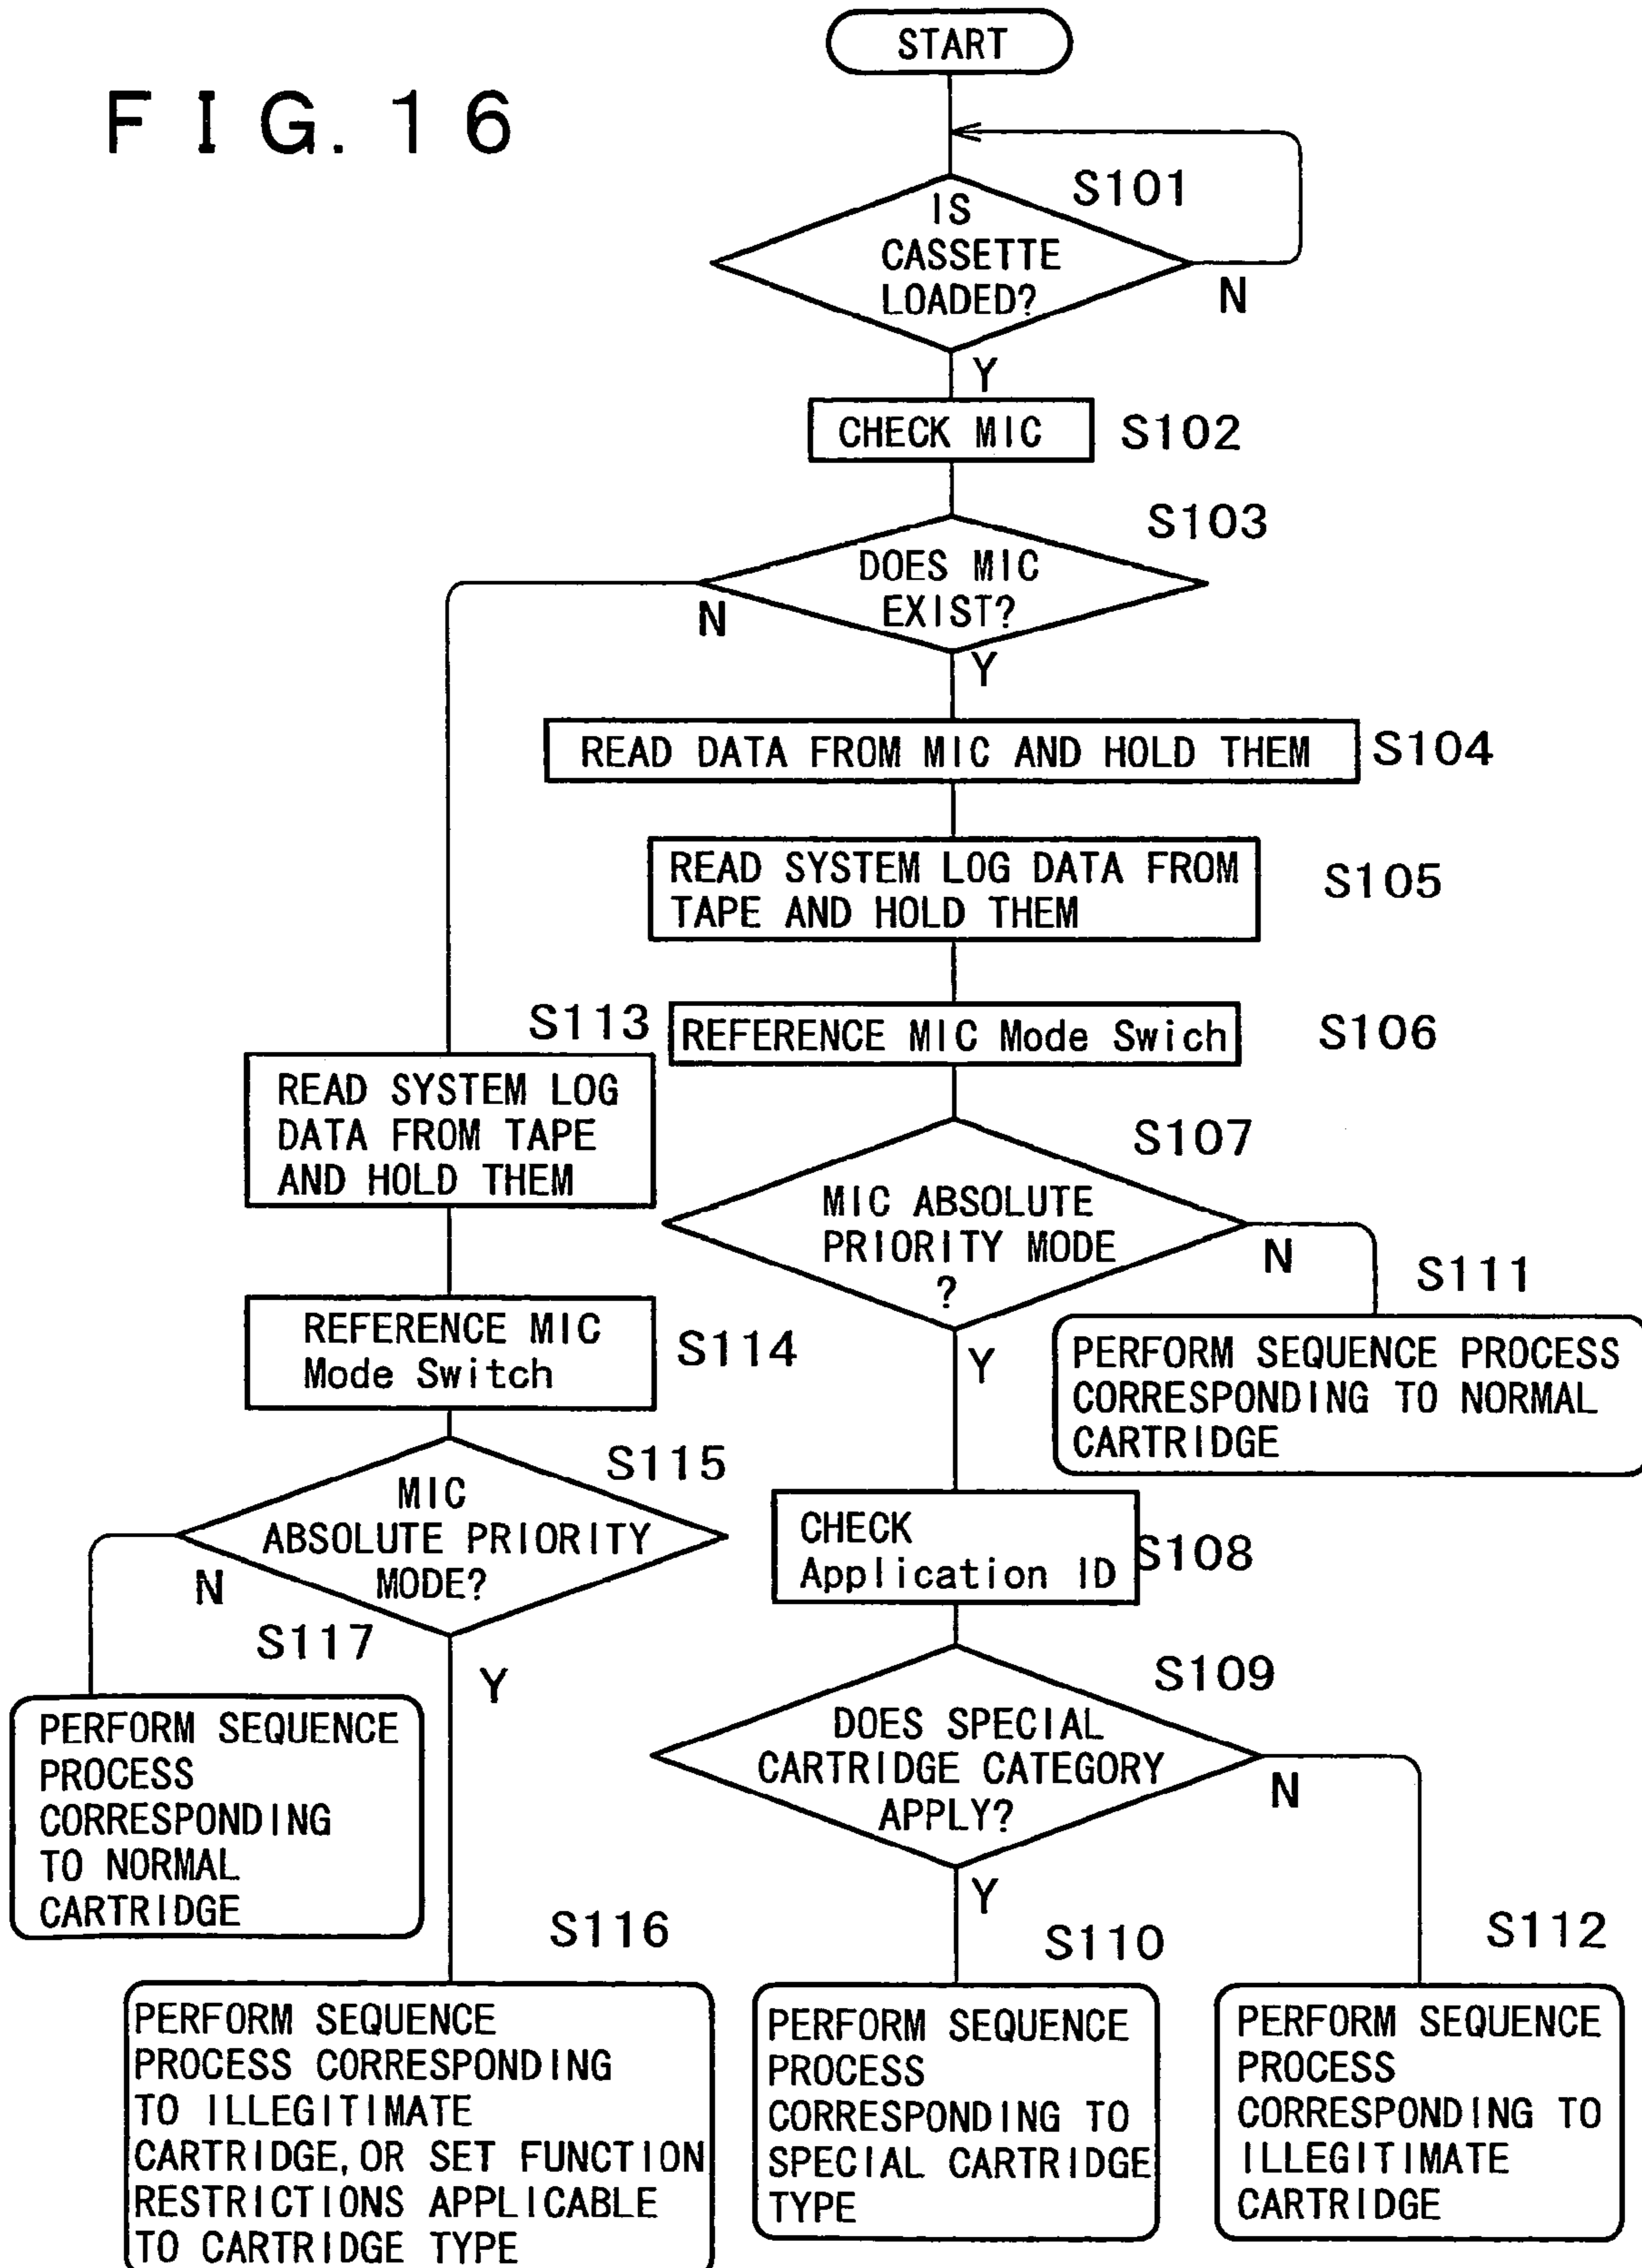 FIG. 16
START
S101
IS
CASSETTE
LOADED?
N
Y
CHECK MIC
S102
S103
DOES MIC
EXIST?
N
Y
READ DATA FROM MIC AND HOLD THEM
S104
READ SYSTEM LOG DATA FROM
TAPE AND HOLD THEM
S105
REFERENCE MIC Mode Swich
S106
S113
READ SYSTEM LOG
DATA FROM TAPE
AND HOLD THEM
S107
MIC ABSOLUTE
PRIORITY MODE
?
N
Y
S111
PERFORM SEQUENCE PROCESS
CORRESPONDING TO NORMAL
CARTRIDGE
REFERENCE MIC
Mode Switch
S114
S115
MIC
ABSOLUTE PRIORITY
MODE?
N
Y
CHECK
Application ID
S108
S117
PERFORM SEQUENCE
PROCESS
CORRESPONDING
TO NORMAL
CARTRIDGE
S109
DOES SPECIAL
CARTRIDGE CATEGORY
APPLY?
N
Y
S116
PERFORM SEQUENCE
PROCESS CORRESPONDING
TO ILLEGITIMATE
CARTRIDGE, OR SET FUNCTION
RESTRICTIONS APPLICABLE
TO CARTRIDGE TYPE
S110
PERFORM SEQUENCE
PROCESS
CORRESPONDING TO
SPECIAL CARTRIDGE
TYPE
S112
PERFORM SEQUENCE
PROCESS
CORRESPONDING TO
ILLEGITIMATE
CARTRIDGE